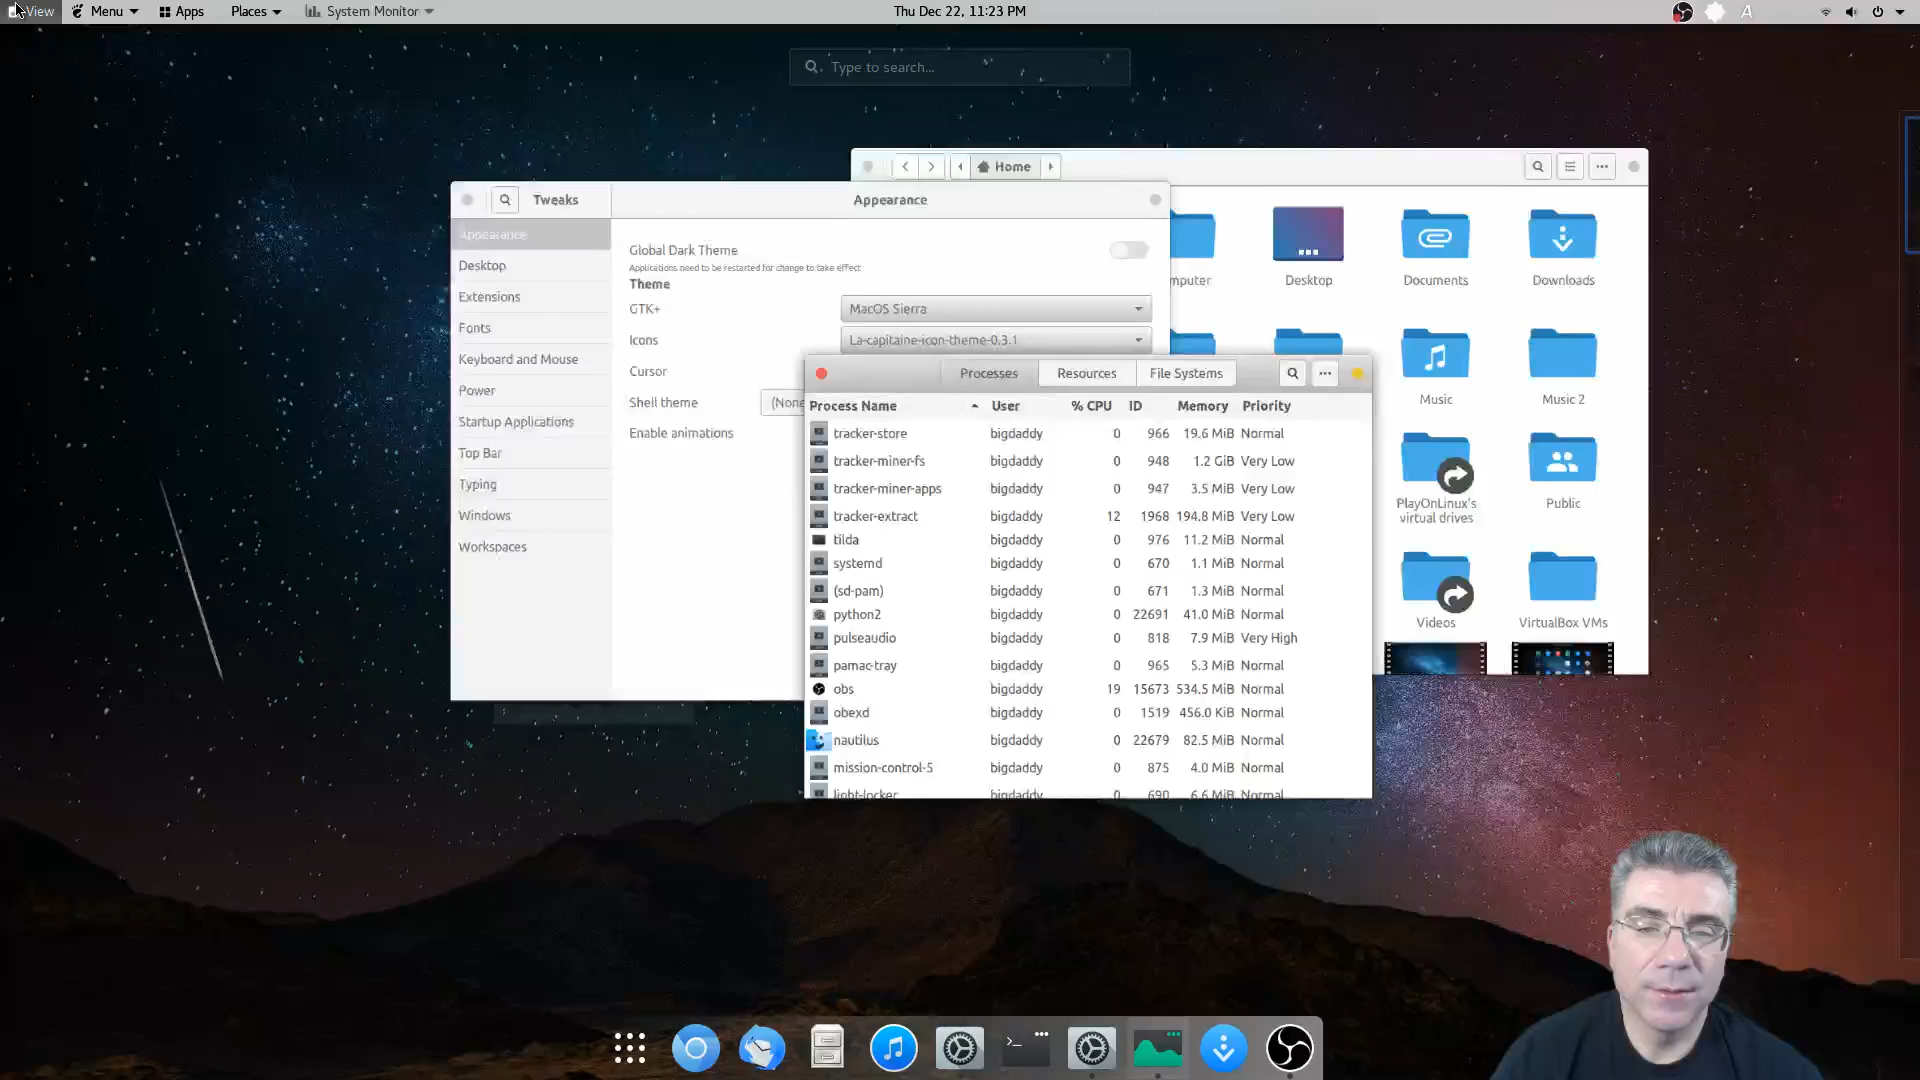 View Menu Apps Places System Monitor Thu Dec 22, 11:23 PM
Type to search...
Home
Tweaks
Appearance
Appearance
Desktop
Extensions
Fonts
Keyboard and Mouse
Power
Startup Applications
Top Bar
Typing
Windows
Workspaces
Global Dark Theme
Applications need to be restarted for change to take effect
Theme
GTK+ MacOS Sierra
Icons La-capitaine-icon-theme-0.3.1
Cursor
Shell theme (None
Enable animations
mputer Desktop Documents Downloads
Music Music 2
PlayOnLinux's
virtual drives
Public
Videos VirtualBox VMs
Processes Resources File Systems
Process Name User % CPU ID Memory Priority
tracker-store bigdaddy 0 966 19.6 MiB Normal
tracker-miner-fs bigdaddy 0 948 1.2 GiB Very Low
tracker-miner-apps bigdaddy 0 947 3.5 MiB Very Low
tracker-extract bigdaddy 12 1968 194.8 MiB Very Low
tilda bigdaddy 0 976 11.2 MiB Normal
systemd bigdaddy 0 670 1.1 MiB Normal
(sd-pam) bigdaddy 0 671 1.3 MiB Normal
python2 bigdaddy 0 22691 41.0 MiB Normal
pulseaudio bigdaddy 0 818 7.9 MiB Very High
pamac-tray bigdaddy 0 965 5.3 MiB Normal
obs bigdaddy 19 15673 534.5 MiB Normal
obexd bigdaddy 0 1519 456.0 KiB Normal
nautilus bigdaddy 0 22679 82.5 MiB Normal
mission-control-5 bigdaddy 0 875 4.0 MiB Normal
light-locker bigdaddy 0 690 6.6 MiB Normal